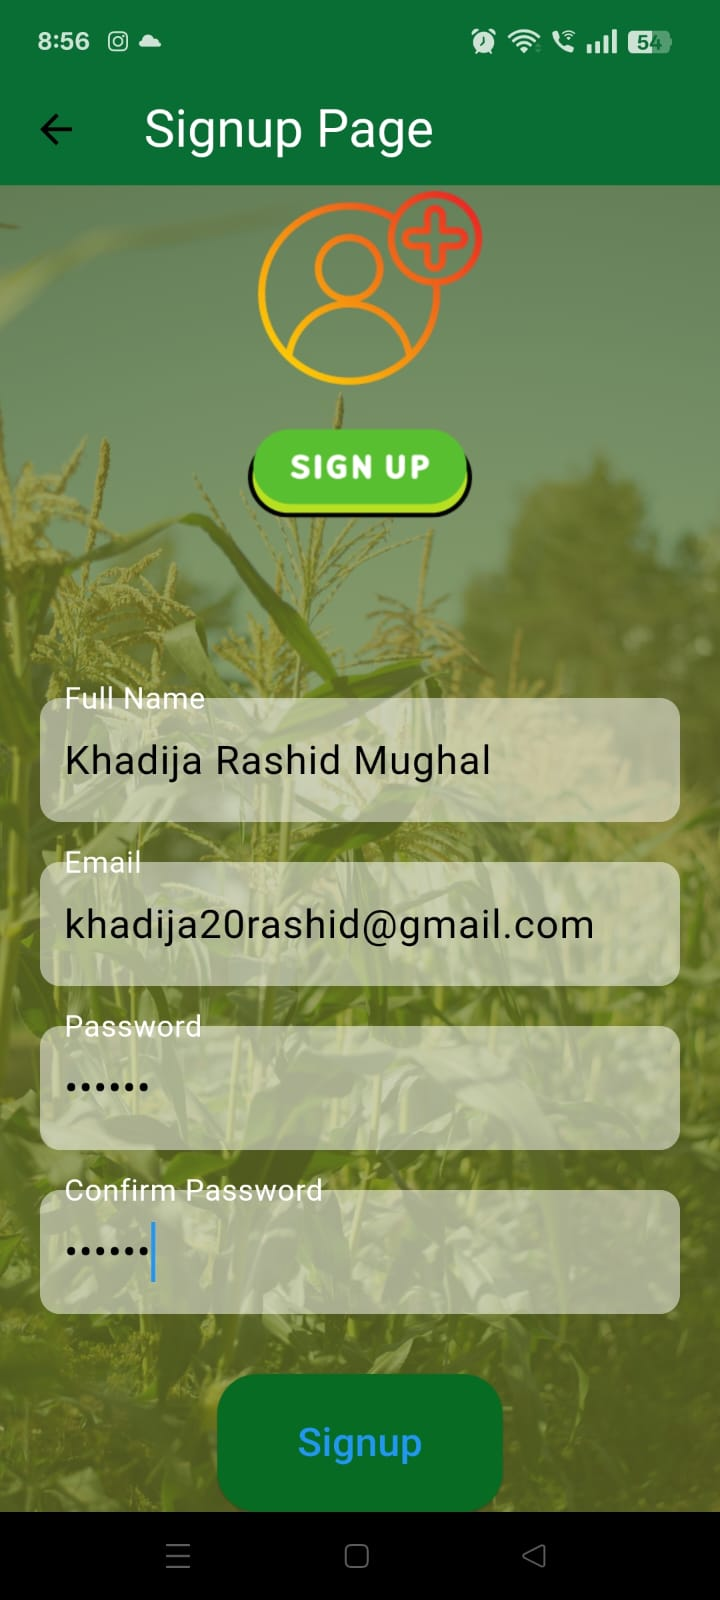 8:56
54
Signup Page
SIGN UP
Full Name
Khadija Rashid Mughal
Email
khadija20rashid@gmail.com
Password
••••••
Confirm Password
••••••
Signup